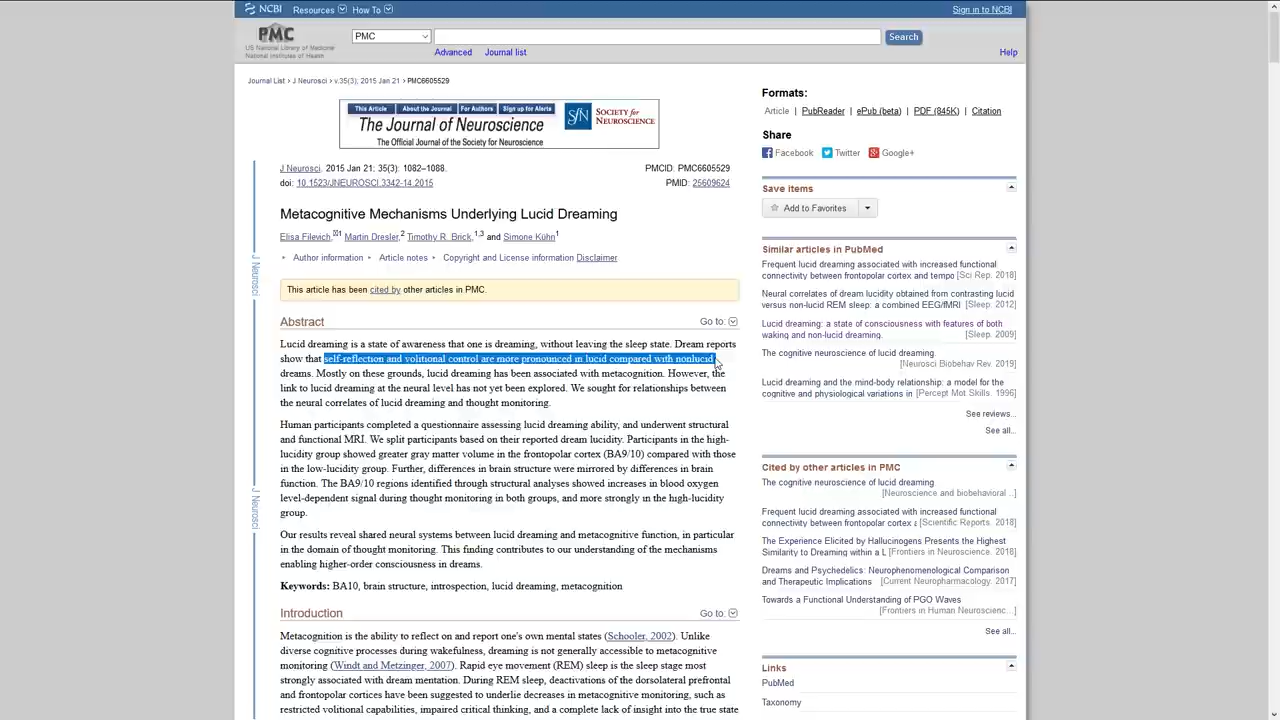 NCBI Resources How To Sign in to NCBI
PMC
US National Library of Medicine
National Institutes of Health
PMC
Search
Advanced Journal list
Help
Journal List > J Neurosci > v.35(3); 2015 Jan 21 > PMC6605529
This Article About the Journal For Authors Sign up for Alerts
The Journal of Neuroscience
The Official Journal of the Society for Neuroscience
SfN SOCIETY for
NEUROSCIENCE
J Neurosci. 2015 Jan 21; 35(3): 1082–1088. PMCID: PMC6605529
doi: 10.1523/JNEUROSCI.3342-14.2015 PMID: 25609624
Metacognitive Mechanisms Underlying Lucid Dreaming
Elisa Filevich,✉1 Martin Dresler,2 Timothy R. Brick,1,3 and Simone Kühn1
Author information Article notes Copyright and License information Disclaimer
This article has been cited by other articles in PMC.
Abstract Go to:
Lucid dreaming is a state of awareness that one is dreaming, without leaving the sleep state. Dream reports
show that self-reflection and volitional control are more pronounced in lucid compared with nonlucid
dreams. Mostly on these grounds, lucid dreaming has been associated with metacognition. However, the
link to lucid dreaming at the neural level has not yet been explored. We sought for relationships between
the neural correlates of lucid dreaming and thought monitoring.
Human participants completed a questionnaire assessing lucid dreaming ability, and underwent structural
and functional MRI. We split participants based on their reported dream lucidity. Participants in the high-
lucidity group showed greater gray matter volume in the frontopolar cortex (BA9/10) compared with those
in the low-lucidity group. Further, differences in brain structure were mirrored by differences in brain
function. The BA9/10 regions identified through structural analyses showed increases in blood oxygen
level-dependent signal during thought monitoring in both groups, and more strongly in the high-lucidity
group.
Our results reveal shared neural systems between lucid dreaming and metacognitive function, in particular
in the domain of thought monitoring. This finding contributes to our understanding of the mechanisms
enabling higher-order consciousness in dreams.
Keywords: BA10, brain structure, introspection, lucid dreaming, metacognition
Introduction Go to:
Metacognition is the ability to reflect on and report one's own mental states (Schooler, 2002). Unlike
diverse cognitive processes during wakefulness, dreaming is not generally accessible to metacognitive
monitoring (Windt and Metzinger, 2007). Rapid eye movement (REM) sleep is the sleep stage most
strongly associated with dream mentation. During REM sleep, deactivations of the dorsolateral prefrontal
and frontopolar cortices have been suggested to underlie decreases in metacognitive monitoring, such as
restricted volitional capabilities, impaired critical thinking, and a complete lack of insight into the true state
J Neurosci
J Neurosci
Formats:
Article | PubReader | ePub (beta) | PDF (845K) | Citation
Share
Facebook Twitter Google+
Save items
Add to Favorites
Similar articles in PubMed
Frequent lucid dreaming associated with increased functional
connectivity between frontopolar cortex and tempo [Sci Rep. 2018]
Neural correlates of dream lucidity obtained from contrasting lucid
versus non-lucid REM sleep: a combined EEG/fMRI [Sleep. 2012]
Lucid dreaming: a state of consciousness with features of both
waking and non-lucid dreaming. [Sleep. 2009]
The cognitive neuroscience of lucid dreaming.
[Neurosci Biobehav Rev. 2019]
Lucid dreaming and the mind-body relationship: a model for the
cognitive and physiological variations in [Percept Mot Skills. 1996]
See reviews...
See all...
Cited by other articles in PMC
The cognitive neuroscience of lucid dreaming
[Neuroscience and biobehavioral ..]
Frequent lucid dreaming associated with increased functional
connectivity between frontopolar cortex a [Scientific Reports. 2018]
The Experience Elicited by Hallucinogens Presents the Highest
Similarity to Dreaming within a L [Frontiers in Neuroscience. 2018]
Dreams and Psychedelics: Neurophenomenological Comparison
and Therapeutic Implications [Current Neuropharmacology. 2017]
Towards a Functional Understanding of PGO Waves
[Frontiers in Human Neuroscienc...]
See all...
Links
PubMed
Taxonomy